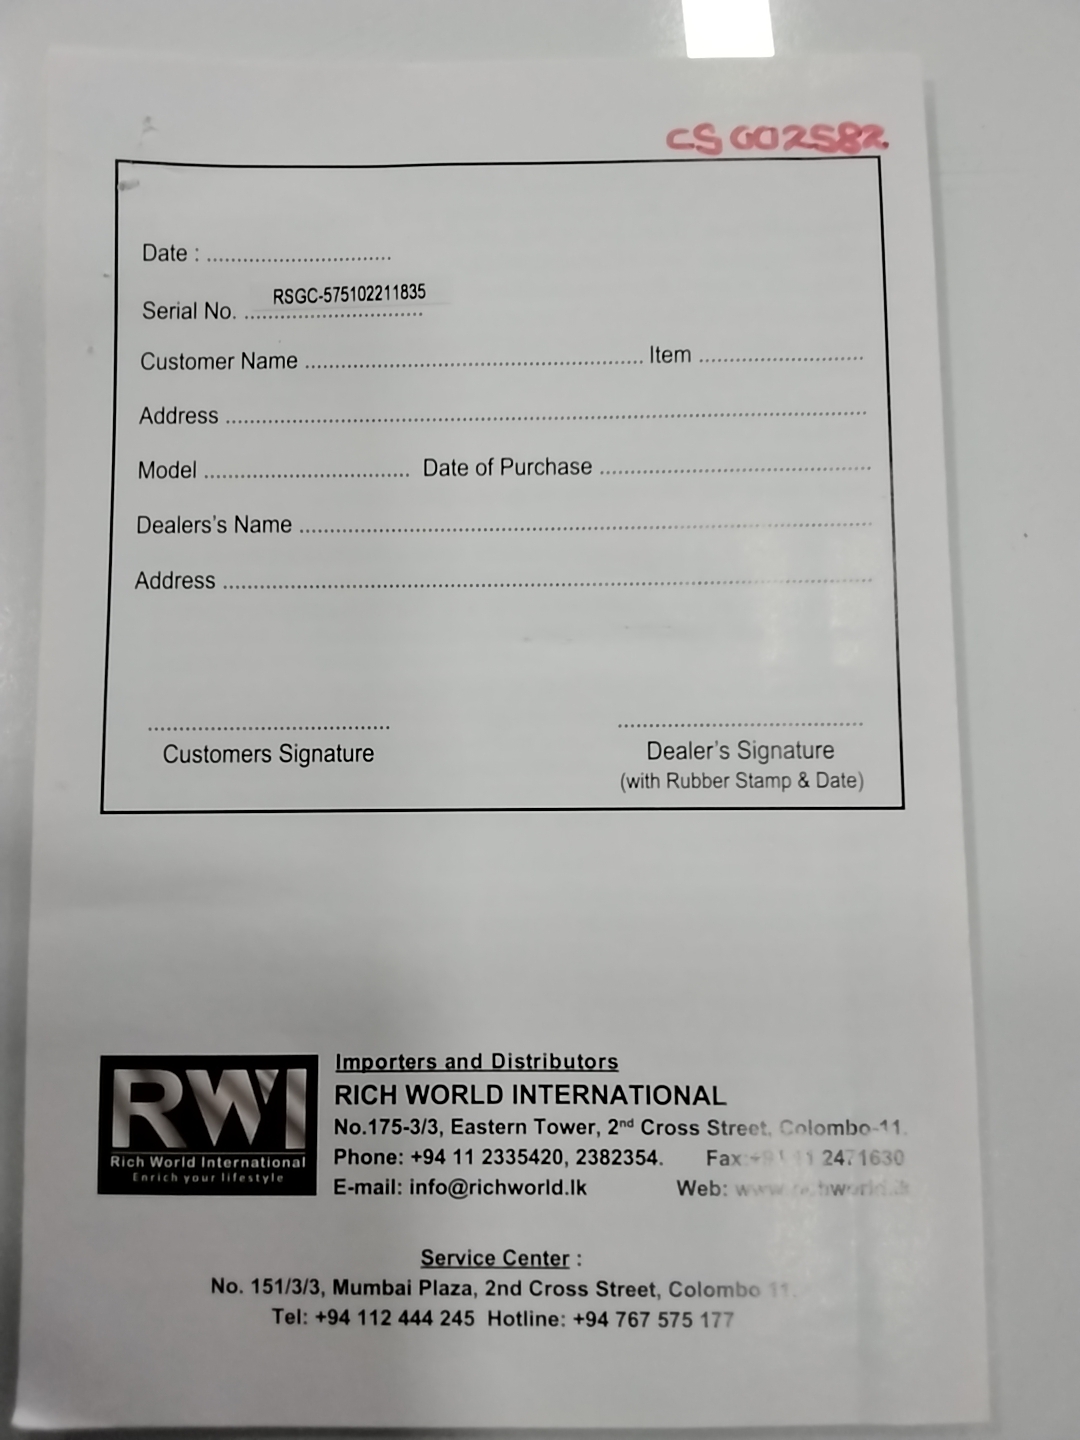 CSG02582
Date : ..............................
Serial No. RSGC-575102211835
Customer Name ........................................................ Item ...........................
Address ..........................................................................................................
Model .................................. Date of Purchase .............................................
Dealers's Name ...............................................................................................
Address ...........................................................................................................
Customers Signature
Dealer's Signature
(with Rubber Stamp & Date)
RWI
Rich World International
Enrich your lifestyle
Importers and Distributors
RICH WORLD INTERNATIONAL
No.175-3/3, Eastern Tower, 2nd Cross Street, Colombo-11.
Phone: +94 11 2335420, 2382354. Fax: 1630
E-mail: info@richworld.lk Web:
Service Center :
No. 151/3/3, Mumbai Plaza, 2nd Cross Street, Colombo 11.
Tel: +94 112 444 245 Hotline: +94 767 575 177